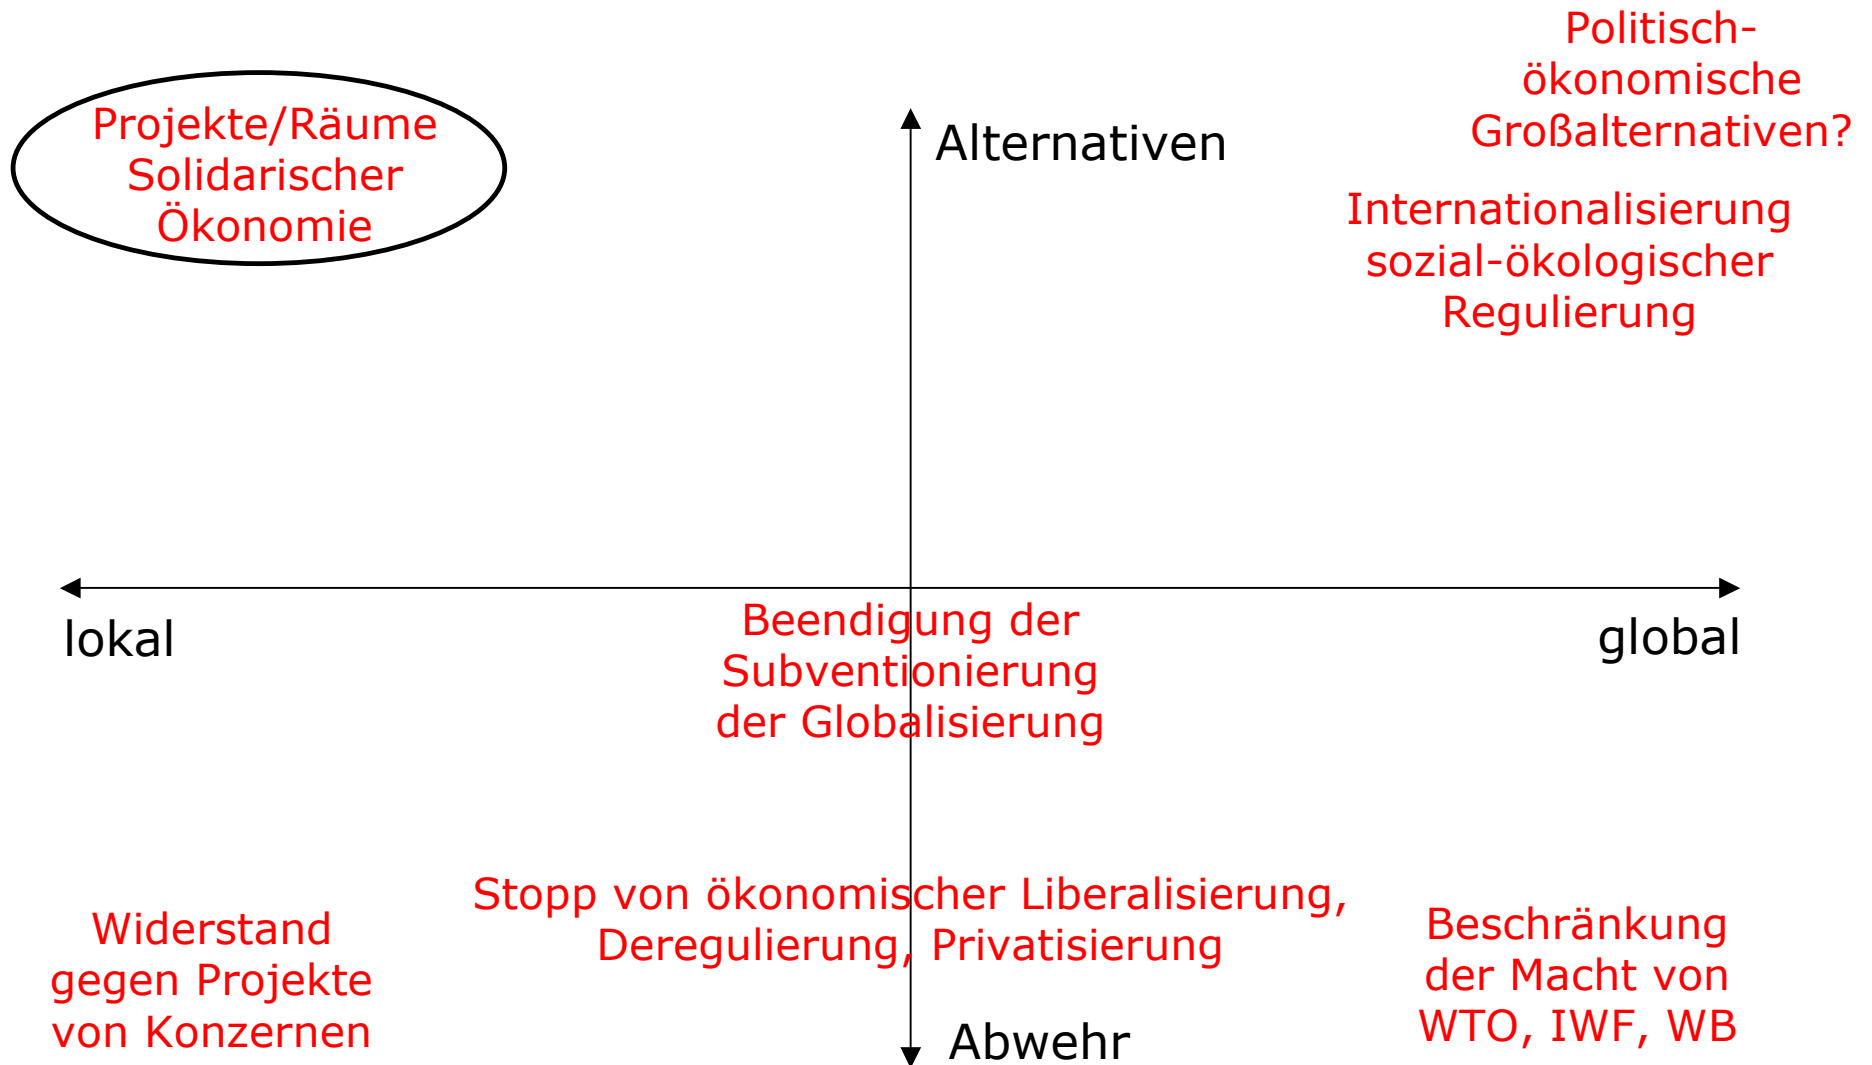 Politisch-
ökonomische
Großalternativen?
Projekte/Räume
Solidarischer
Ökonomie
Alternativen
Internationalisierung
sozial-ökologischer
Regulierung
lokal
global
Beendigung der
Subventionierung
der Globalisierung
Stopp von ökonomischer Liberalisierung,
Deregulierung, Privatisierung
Widerstand
gegen Projekte
von Konzernen
Beschränkung
der Macht von
WTO, IWF, WB
Abwehr